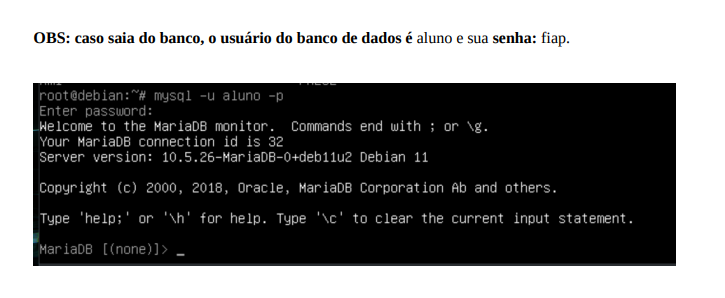 OBS: caso saia do banco, o usuário do banco de dados é aluno e sua senha: fiap.
root@debian:~# mysql -u aluno -p
Enter password:
Welcome to the MariaDB monitor.  Commands end with ; or \g.
Your MariaDB connection id is 32
Server version: 10.5.26-MariaDB-0+deb11u2 Debian 11
Copyright (c) 2000, 2018, Oracle, MariaDB Corporation Ab and others.
Type 'help;' or '\h' for help. Type '\c' to clear the current input statement.
MariaDB [(none)]> _